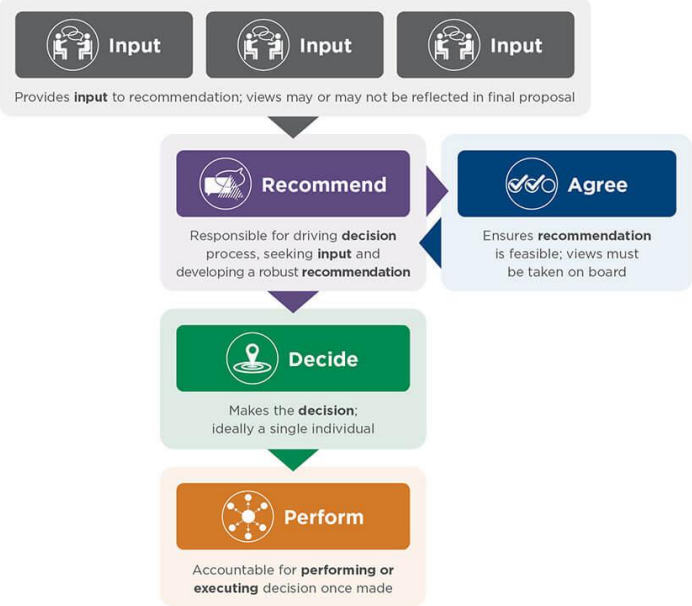 Input
Input
Input
Provides input to recommendation; views may or may not be reflected in final proposal
Recommend
Responsible for driving decision
process, seeking input and
developing a robust recommendation
Agree
Ensures recommendation
is feasible; views must
be taken on board
Decide
Makes the decision;
ideally a single individual
Perform
Accountable for performing or
executing decision once made